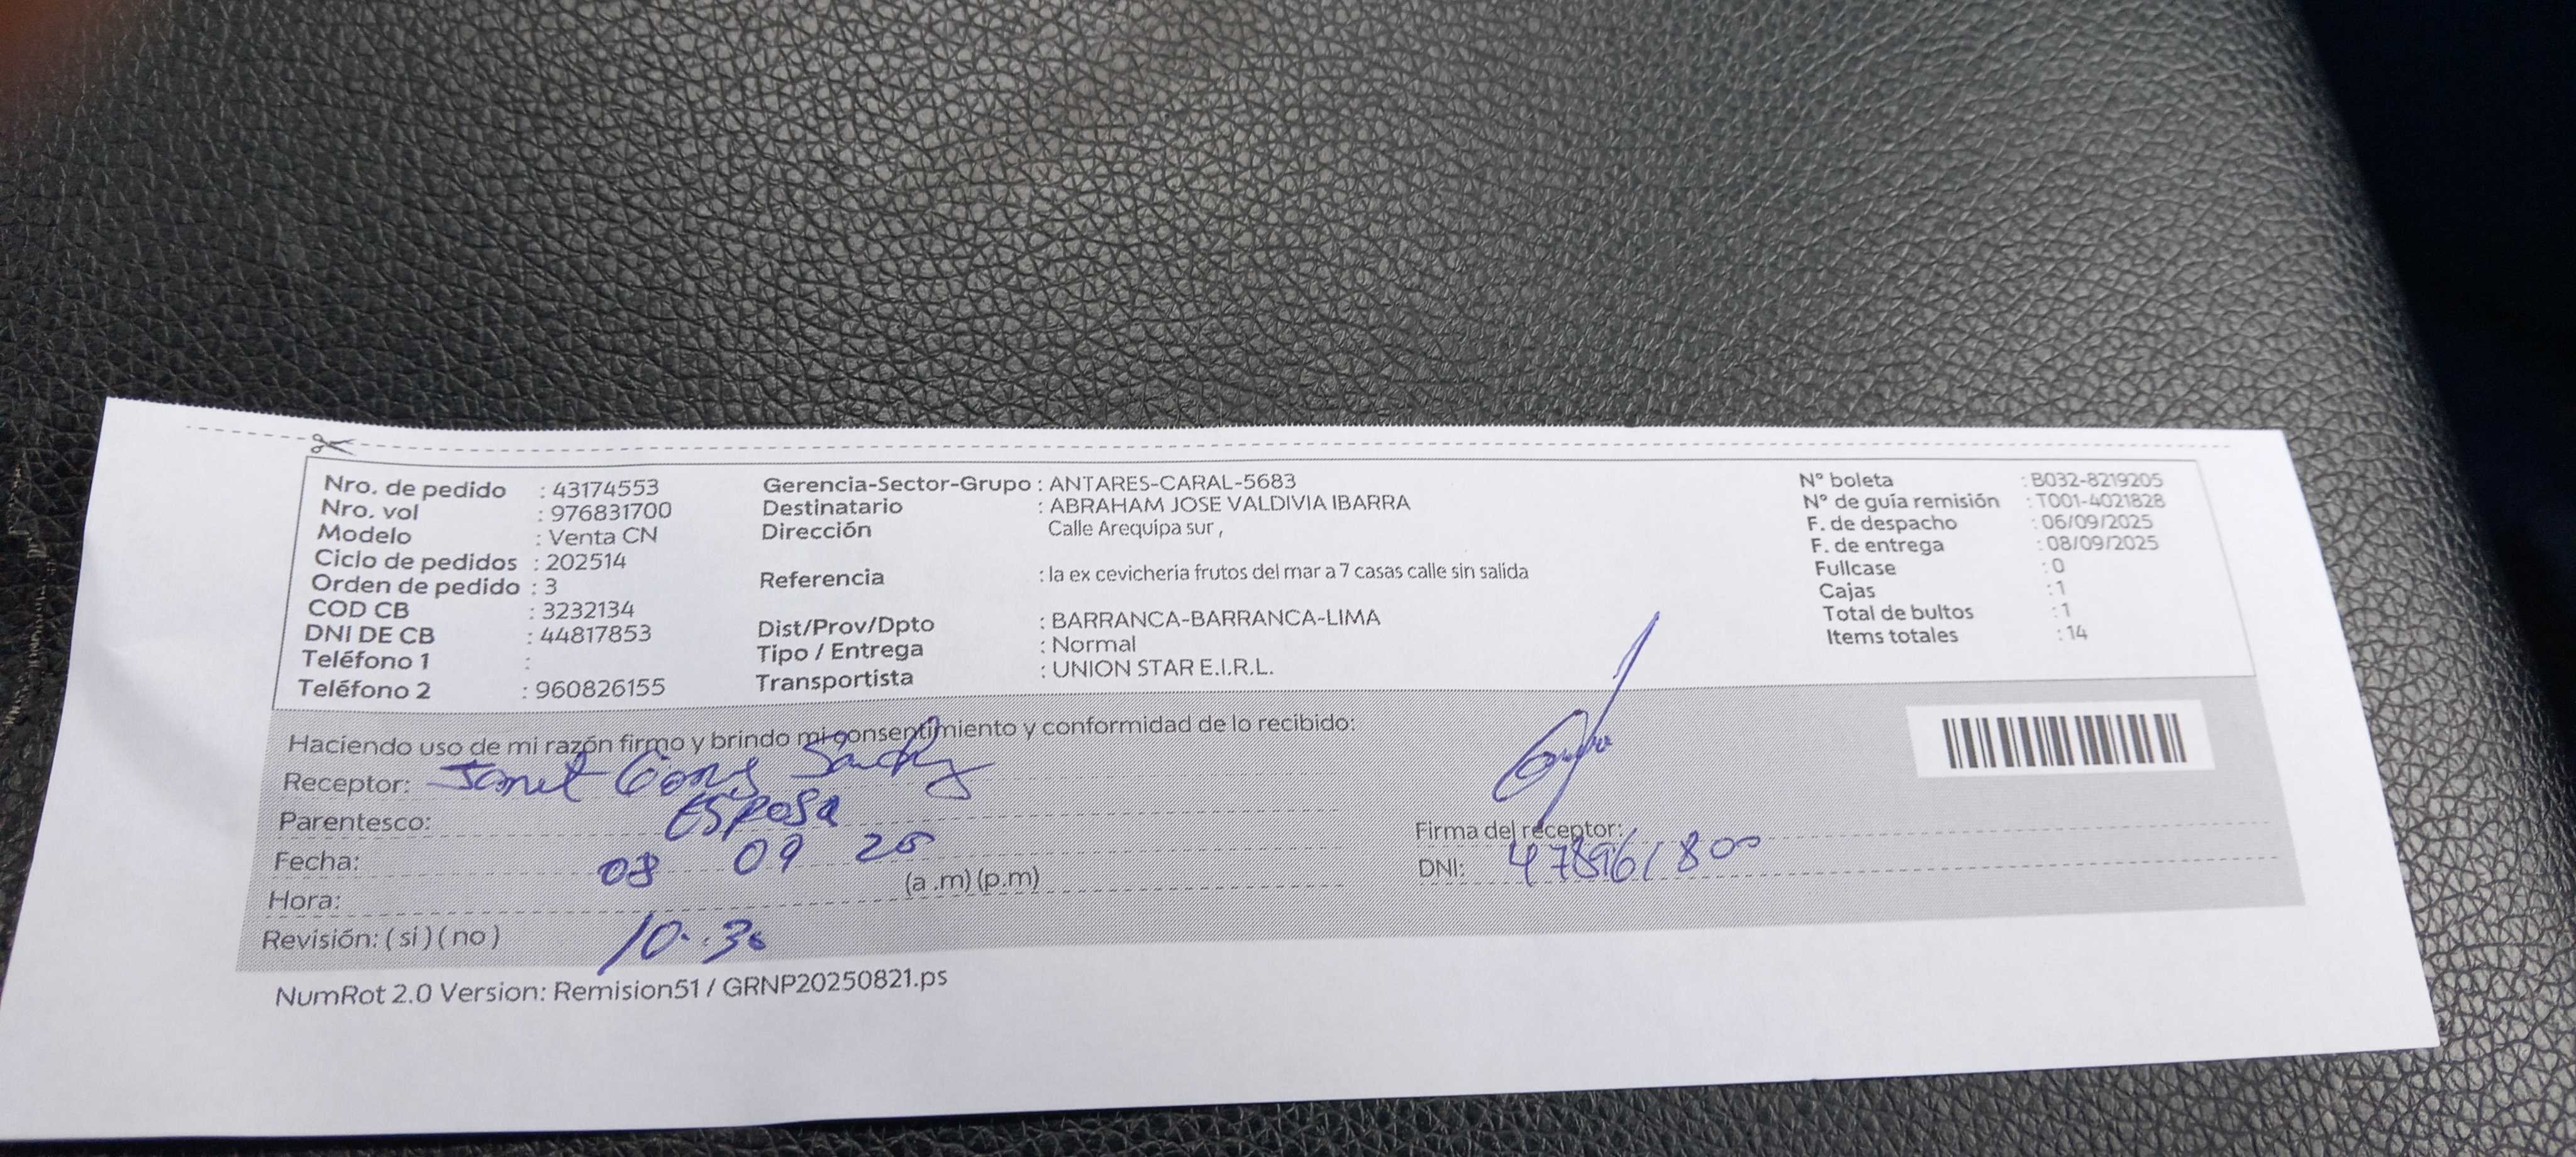 Nro. de pedido : 43174553
Nro. vol : 976831700
Modelo : Venta CN
Ciclo de pedidos : 202514
Orden de pedido : 3
COD CB : 3232134
DNI DE CB : 44817853
Teléfono 1 :
Teléfono 2 : 960826155
Gerencia-Sector-Grupo : ANTARES-CARAL-5683
Destinatario : ABRAHAM JOSE VALDIVIA IBARRA
Dirección Calle Arequipa sur ,
Referencia : la ex cevicheria frutos del mar a 7 casas calle sin salida
Dist/Prov/Dpto : BARRANCA-BARRANCA-LIMA
Tipo / Entrega : Normal
Transportista : UNION STAR E.I.R.L.
N° boleta : B032-8219205
N° de guía remisión : T001-4021828
F. de despacho : 06/09/2025
F. de entrega : 08/09/2025
Fullcase : 0
Cajas : 1
Total de bultos : 1
Items totales : 14
Haciendo uso de mi razón firmo y brindo mi consentimiento y conformidad de lo recibido:
Receptor: Janet
Parentesco: Esposa
Fecha: 08 09 25
Hora: (a .m) (p.m)
10:30
Revisión: ( si ) ( no )
Firma del receptor:
DNI:
NumRot 2.0 Version: Remision51 / GRNP20250821.ps